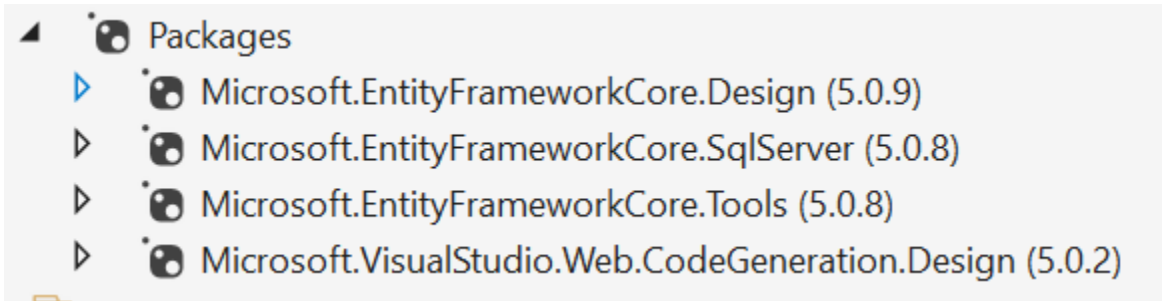 Packages
Microsoft.EntityFrameworkCore.Design (5.0.9)
Microsoft.EntityFrameworkCore.SqlServer (5.0.8)
Microsoft.EntityFrameworkCore.Tools (5.0.8)
Microsoft.VisualStudio.Web.CodeGeneration.Design (5.0.2)